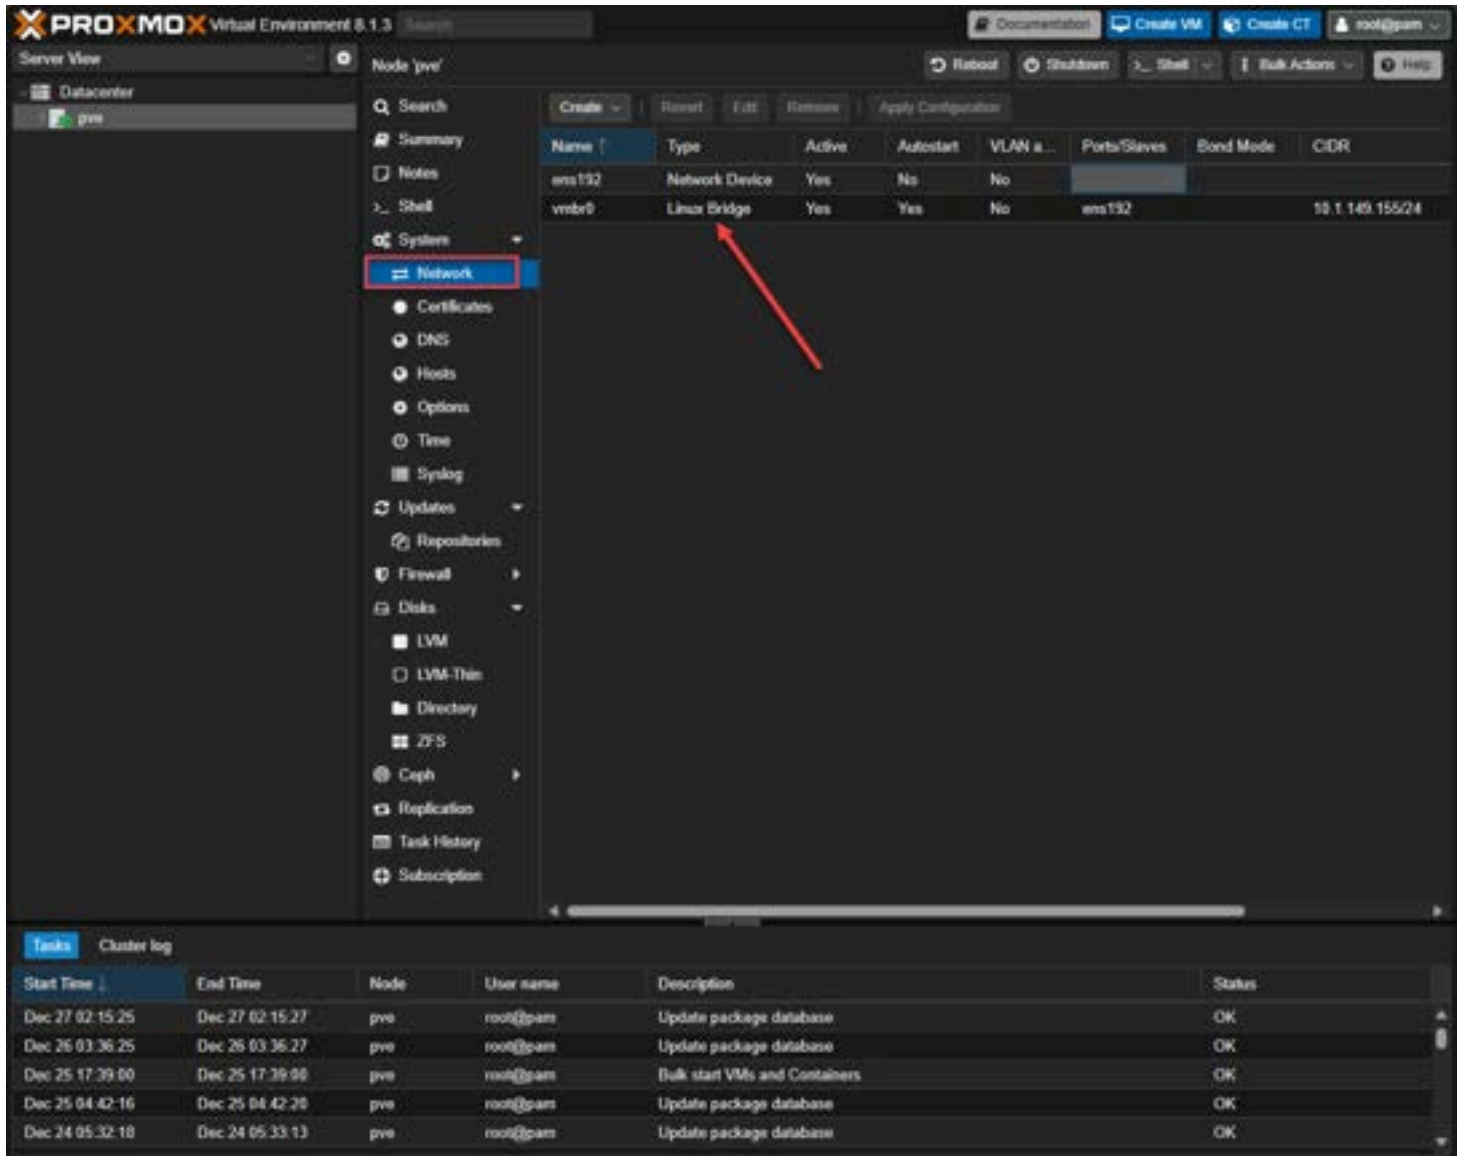 PROXMOX Virtual Environment 8.1.3 Search Documentation Create VM Create CT root@pam
Server View
Datacenter
pve
Node 'pve' Reboot Shutdown >_ Shell Bulk Actions Help
Search
Summary
Notes
>_ Shell
System
Network
Certificates
DNS
Hosts
Options
Time
Syslog
Updates
Repositories
Firewall
Disks
LVM
LVM-Thin
Directory
ZFS
Ceph
Replication
Task History
Subscription
Create Revert Edit Remove Apply Configuration
Name ↑ Type Active Autostart VLAN a... Ports/Slaves Bond Mode CIDR
ens192 Network Device Yes No No
vmbr0 Linux Bridge Yes Yes No ens192 10.1.149.155/24
Tasks Cluster log
Start Time ↓ End Time Node User name Description Status
Dec 27 02:15:25 Dec 27 02:15:27 pve root@pam Update package database OK
Dec 26 03:36:25 Dec 26 03:36:27 pve root@pam Update package database OK
Dec 25 17:39:00 Dec 25 17:39:00 pve root@pam Bulk start VMs and Containers OK
Dec 25 04:42:16 Dec 25 04:42:20 pve root@pam Update package database OK
Dec 24 05:32:18 Dec 24 05:33:13 pve root@pam Update package database OK